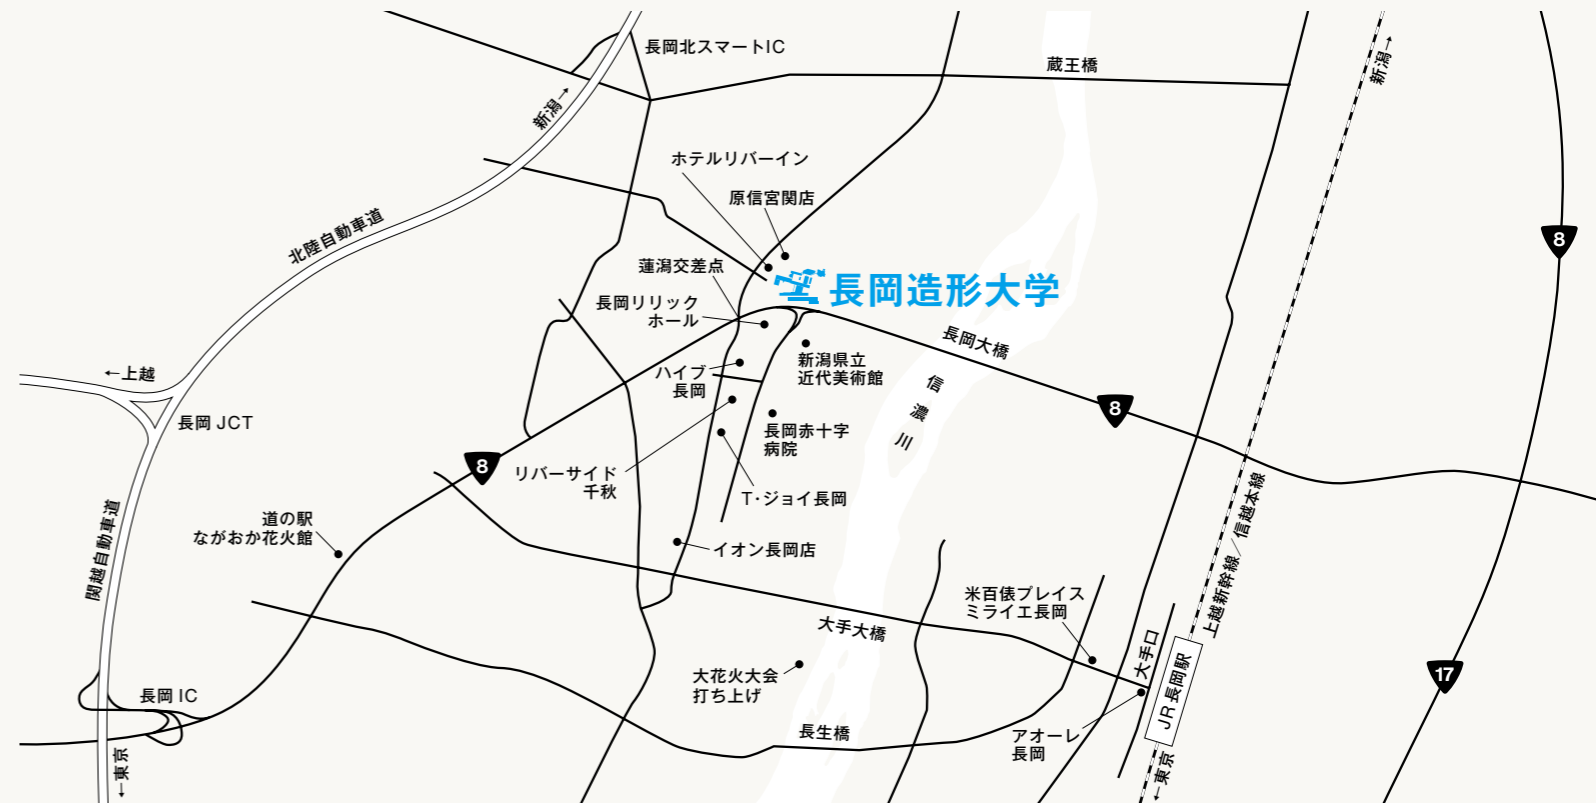 長岡北スマートIC
蔵王橋
新潟→
新潟→
ホテルリバーイン
原信宮関店
北陸自動車道
8
蓮潟交差点
長岡造形大学
長岡リリック
ホール
長岡大橋
新潟県立
近代美術館
←上越
ハイブ
長岡
信濃川
8
長岡 JCT
長岡赤十字
病院
8
リバーサイド
千秋
T・ジョイ長岡
上越新幹線／信越本線
道の駅
ながおか花火館
関越自動車道
イオン長岡店
米百俵プレイス
ミライエ長岡
大手大橋
大手口
17
大花火大会
打ち上げ
JR長岡駅
長岡 IC
長生橋
アオーレ
長岡
←東京
←東京